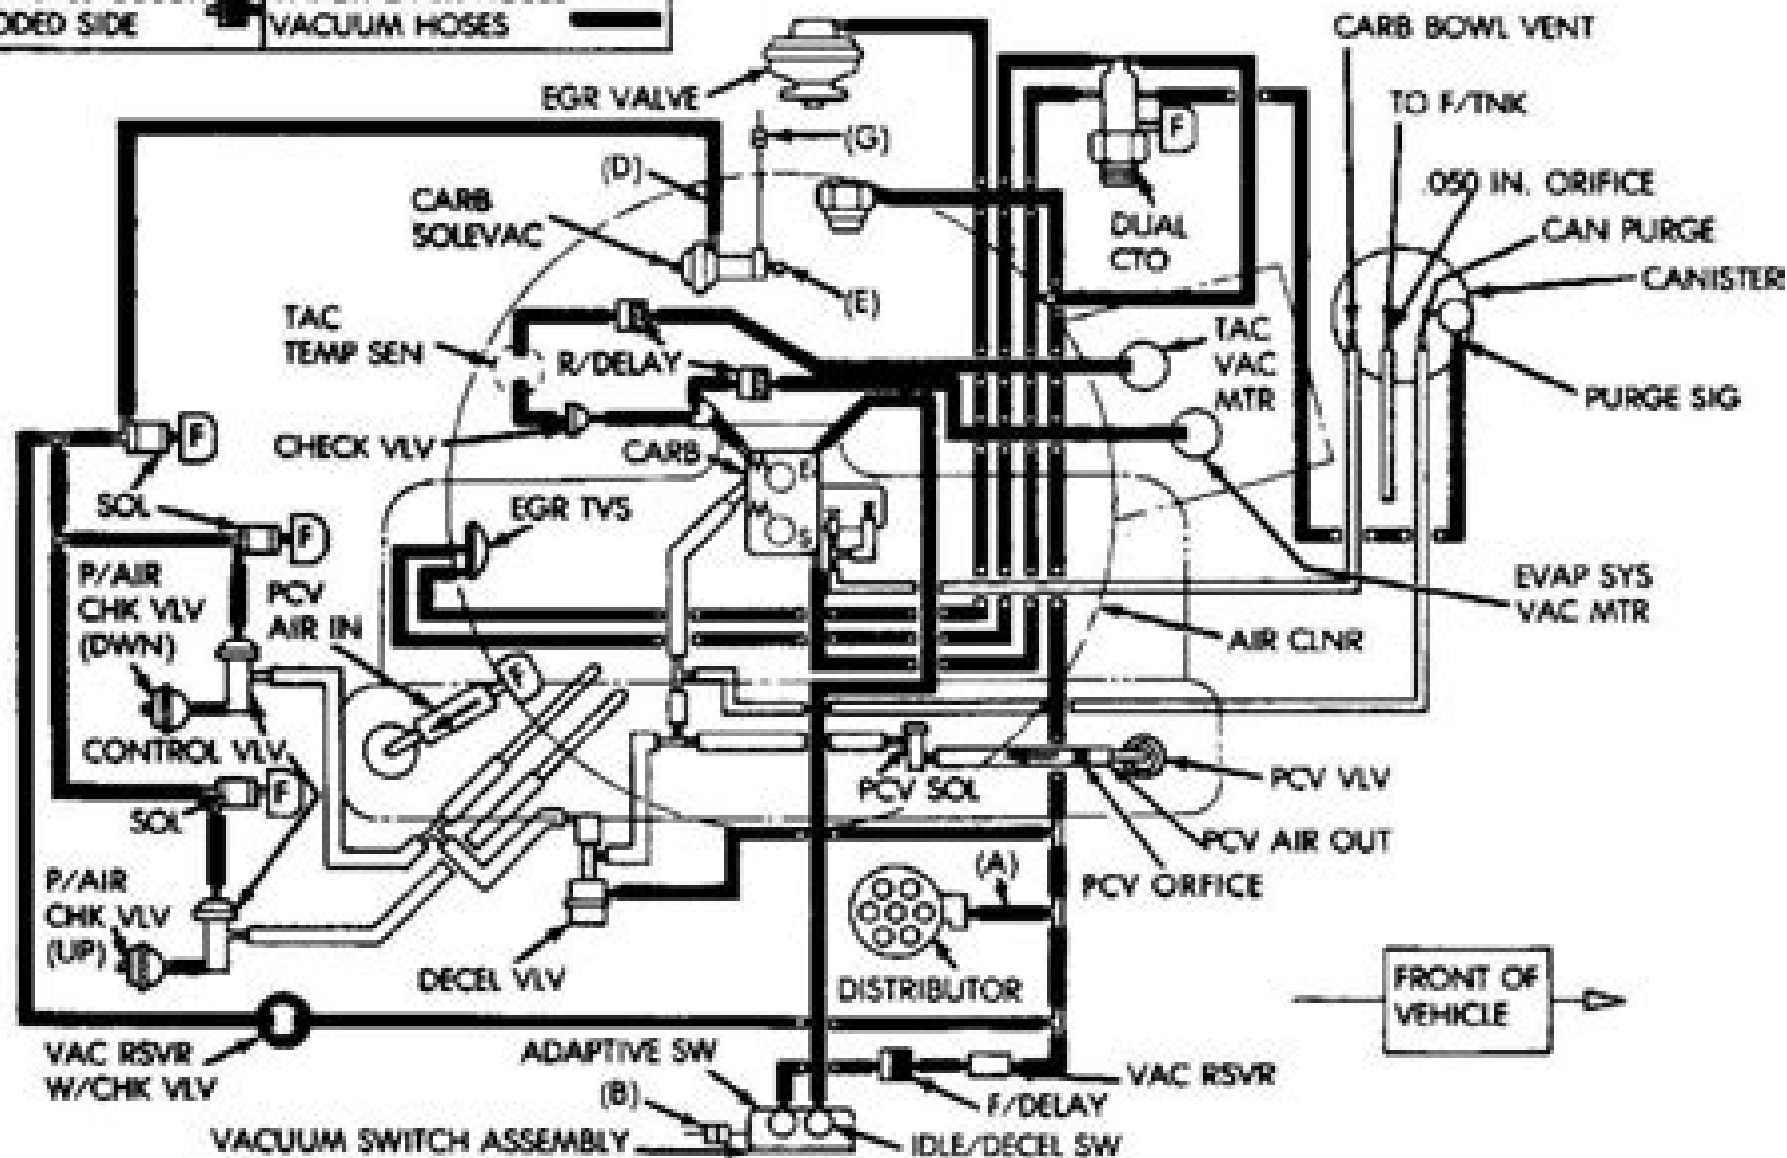 ODED SIDE
VACUUM HOSES
CARB BOWL VENT
EGR VALVE
TO F/TNK
(G)
F
(D)
.050 IN. ORIFICE
CARB
SOLEVAC
DUAL
CTO
CAN PURGE
CANISTER
(E)
TAC
TEMP SEN
R/DELAY
TAC
VAC
MTR
PURGE SIG
F
CHECK VLV
CARB
E
SOL
EGR TVS
M
S
F
P/AIR
CHK VLV
(DWN)
PCV
AIR IN
EVAP SYS
VAC MTR
AIR CLNR
F
CONTROL VLV
PCV SOL
PCV VLV
SOL
F
PCV AIR OUT
(A)
PCV ORFICE
P/AIR
CHK VLV
(UP)
DECEL VLV
DISTRIBUTOR
FRONT OF
VEHICLE
VAC RSVR
W/CHK VLV
ADAPTIVE SW
VAC RSVR
(B)
F/DELAY
VACUUM SWITCH ASSEMBLY
IDLE/DECEL SW